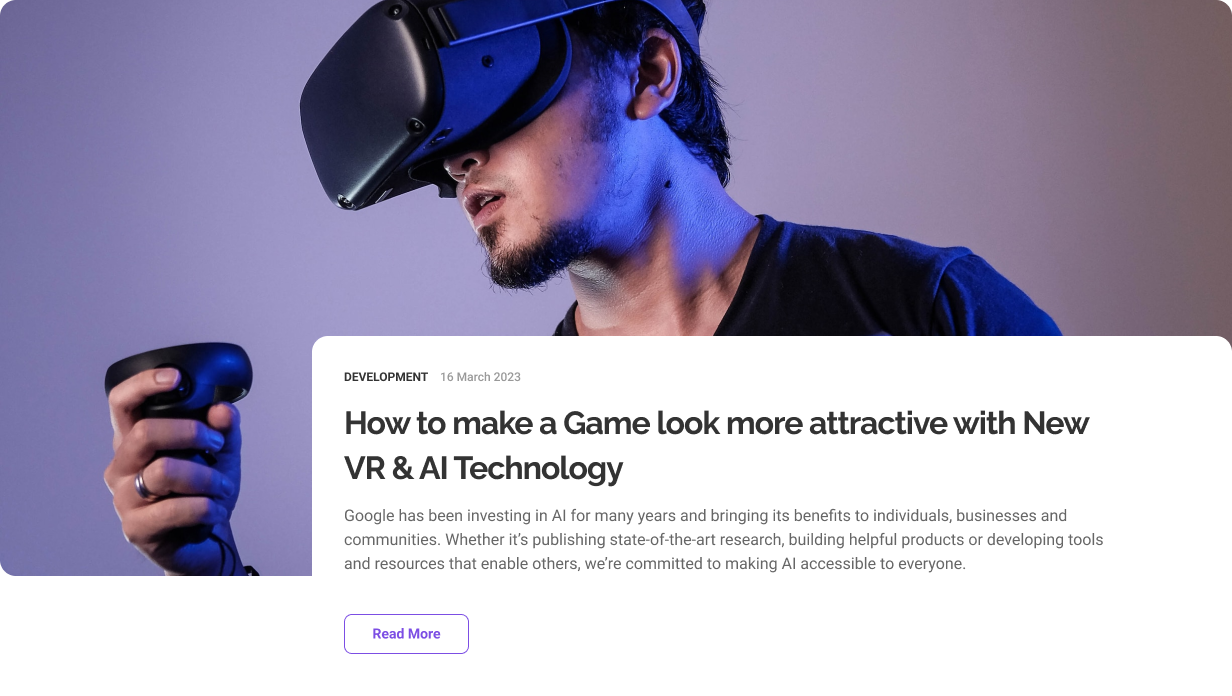 DEVELOPMENT 16 March 2023
How to make a Game look more attractive with New
VR & AI Technology
Google has been investing in AI for many years and bringing its benefits to individuals, businesses and
communities. Whether it’s publishing state-of-the-art research, building helpful products or developing tools
and resources that enable others, we’re committed to making AI accessible to everyone.
Read More